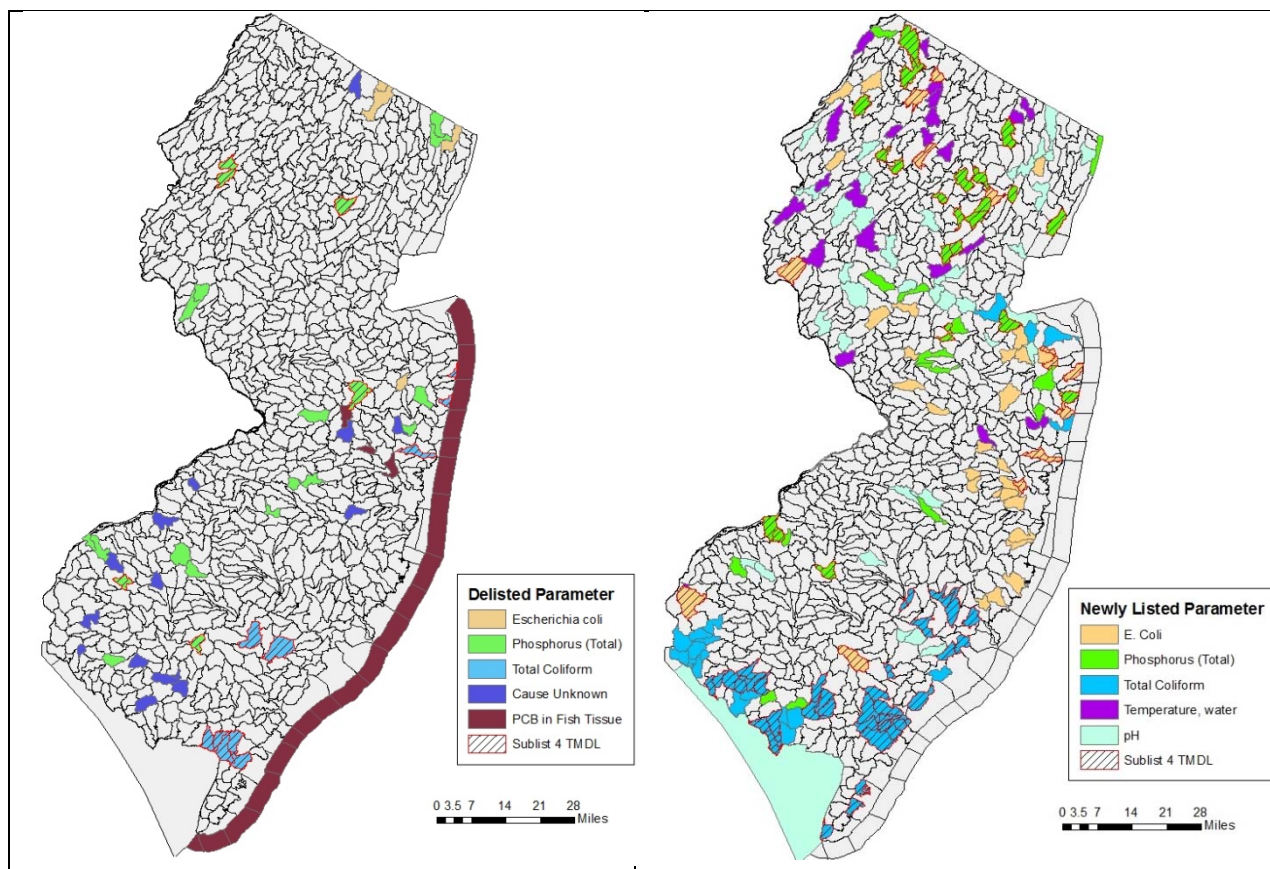 Delisted Parameter
Escherichia coli
Phosphorus (Total)
Total Coliform
Cause Unknown
PCB in Fish Tissue
Sublist 4 TMDL
0 3.5 7 14 21 28
Miles
Newly Listed Parameter
E. Coli
Phosphorus (Total)
Total Coliform
Temperature, water
pH
Sublist 4 TMDL
0 3.5 7 14 21 28
Miles